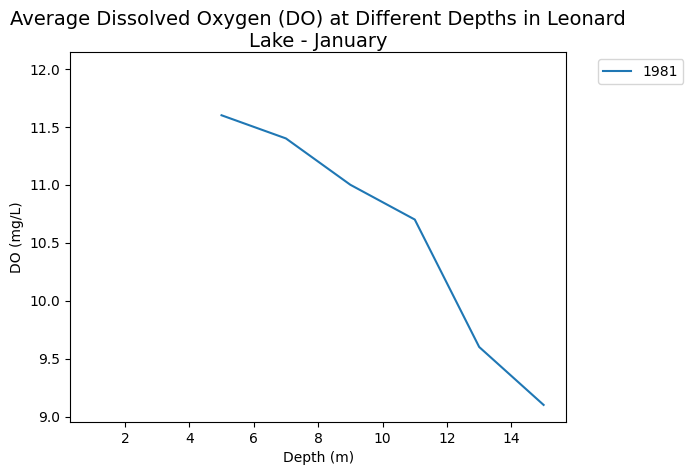 Average Dissolved Oxygen (DO) at Different Depths in Leonard
Lake - January
1981
12.0
11.5
11.0
10.5
10.0
9.5
9.0
DO (mg/L)
2 4 6 8 10 12 14
Depth (m)